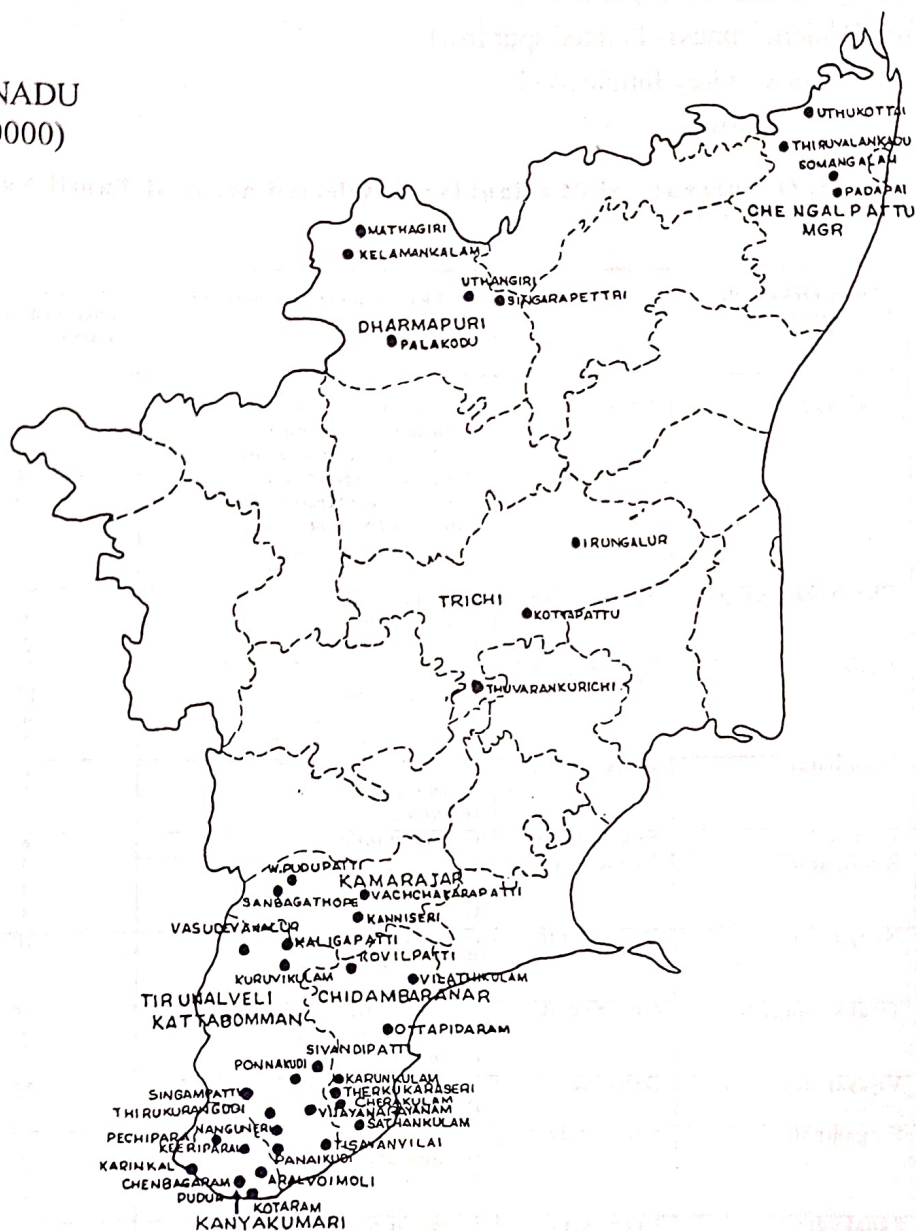 NADU
0000)
UTHUKOTTAI
THIRUVALANKADU
SOMANGALAM
PADAPAI
CHENGALPATTU
MGR
MATHAGIRI
KELAMANKALAM
UTHANGIRI
SINGARAPETTRI
DHARMAPURI
PALAKODU
IRUNGALUR
TRICHI
KOTTAPATTU
THUVARANKURICHI
W.PUDUPATTI
KAMARAJAR
SANBAGATHOPE
VACHCHAKARAPATTI
KANNISERI
VASUDEVANALUR
KALIGAPATTI
KOVILPATTI
KURUVIKULAM
VILATHIKULAM
TIRUNALVELI
KATTABOMMAN
CHIDAMBARANAR
OTTAPIDARAM
SIVANDIPATTI
PONNAKUDI
KARUNKULAM
SINGAMPATTI
THERKUKARASERI
CHERAKULAM
THIRUKURANGUDI
VIJAYANARAYANAM
NANGUNERI
SATHANKULAM
PECHIPARAI
KEERIPARAI
TISAYANVILAI
PANAIKUDI
KARINKAL
CHENBAGARAM
PUDUR
ARALVOIMOLI
KOTARAM
KANYAKUMARI